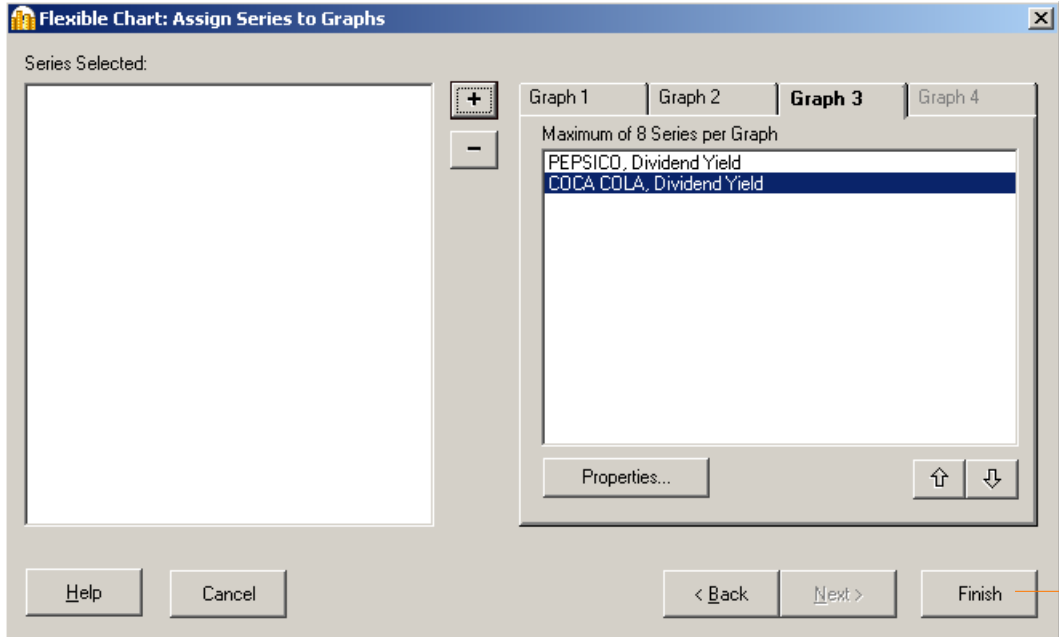 Flexible Chart: Assign Series to Graphs
Series Selected:
+
−
Graph 1 Graph 2 Graph 3 Graph 4
Maximum of 8 Series per Graph
PEPSICO, Dividend Yield
COCA COLA, Dividend Yield
Properties...
Help Cancel < Back Next > Finish